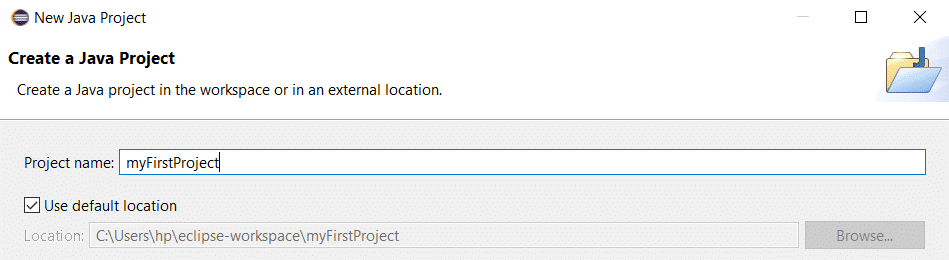 New Java Project
Create a Java Project
Create a Java project in the workspace or in an external location.
Project name: myFirstProject
Use default location
Location: C:\Users\hp\eclipse-workspace\myFirstProject Browse...